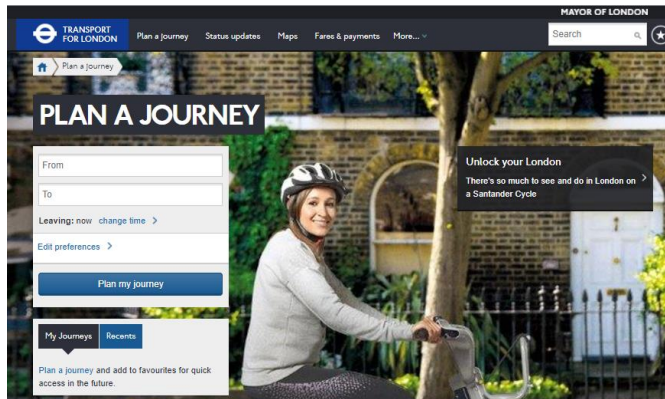 MAYOR OF LONDON
TRANSPORT
FOR LONDON
Plan a journey
Status updates
Maps
Fares & payments
More...
Search
Plan a journey
PLAN A JOURNEY
From
To
Leaving: now change time >
Edit preferences >
Plan my journey
My Journeys
Recents
Plan a journey and add to favourites for quick
access in the future.
Unlock your London
There's so much to see and do in London on
a Santander Cycle